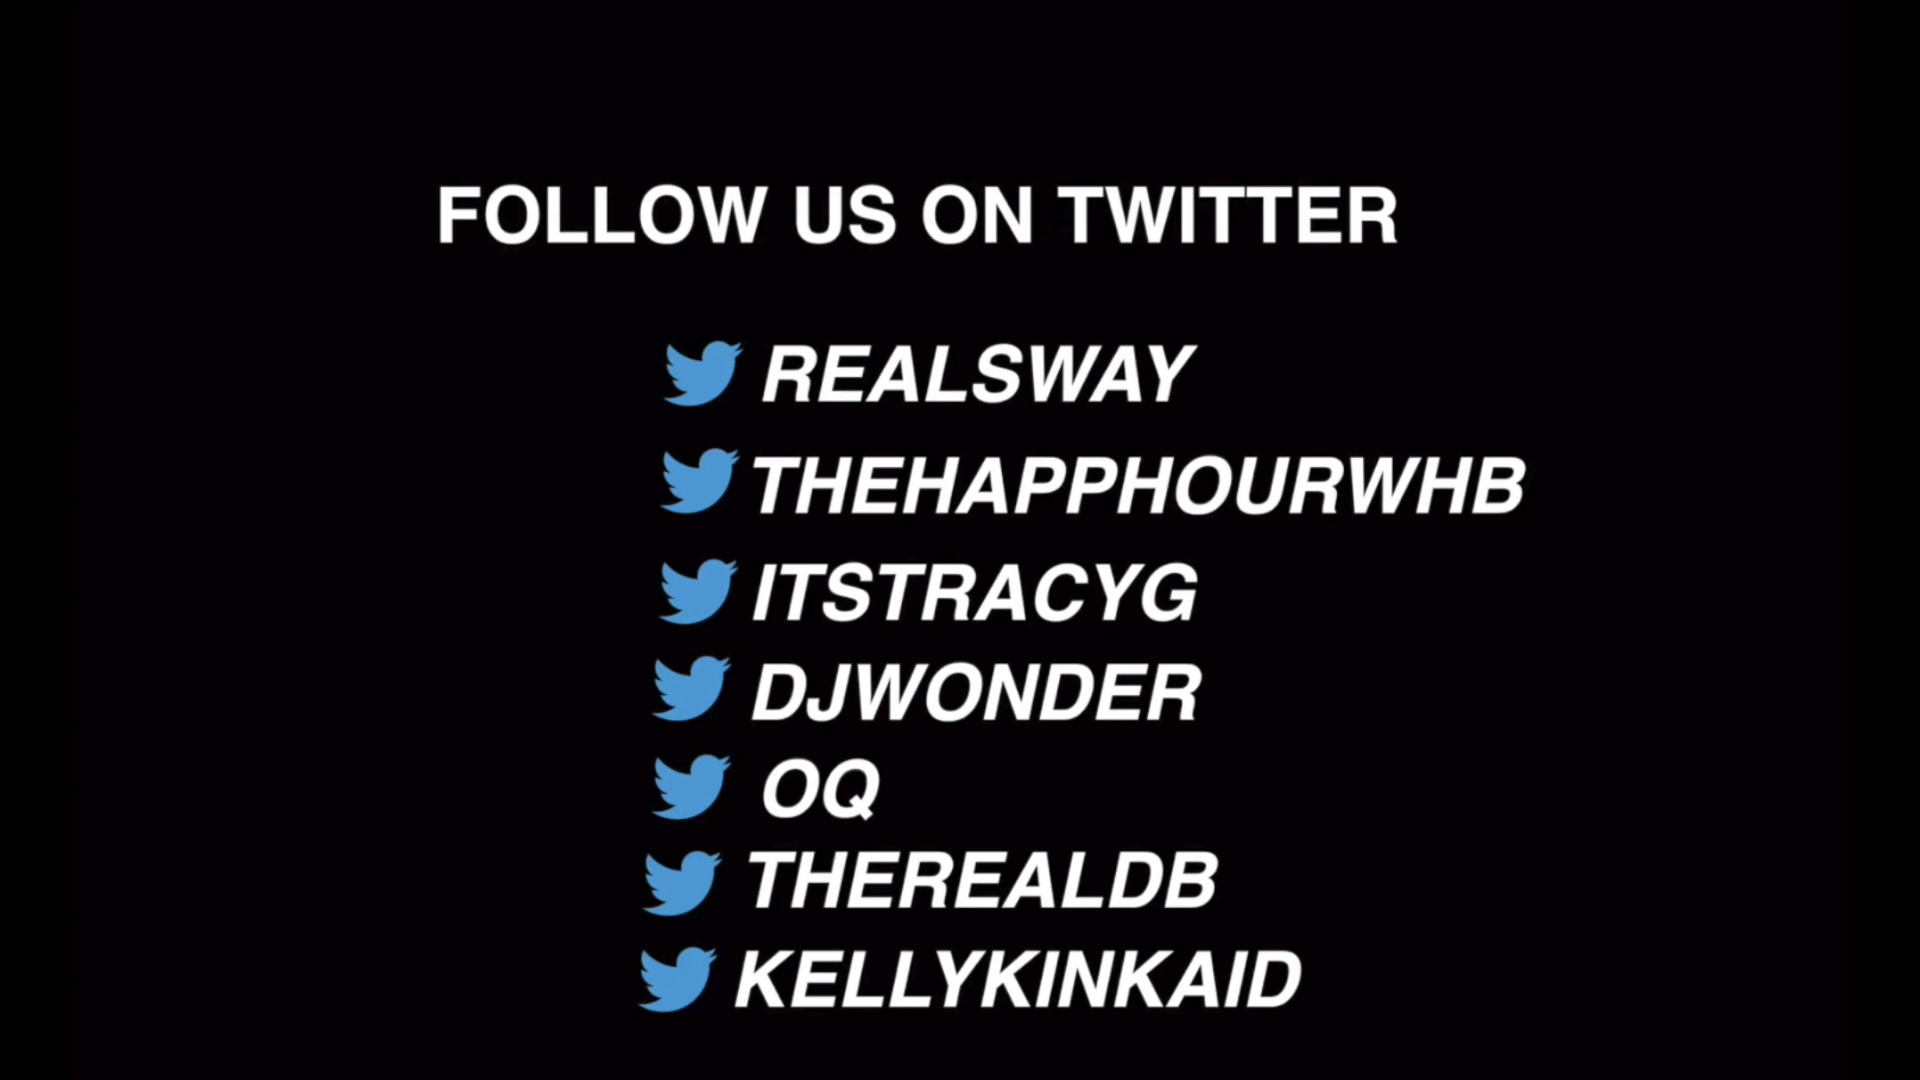 FOLLOW US ON TWITTER
REALSWAY
THEHAPPHOURWHB
ITSTRACYG
DJWONDER
OQ
THEREALDB
KELLYKINKAID